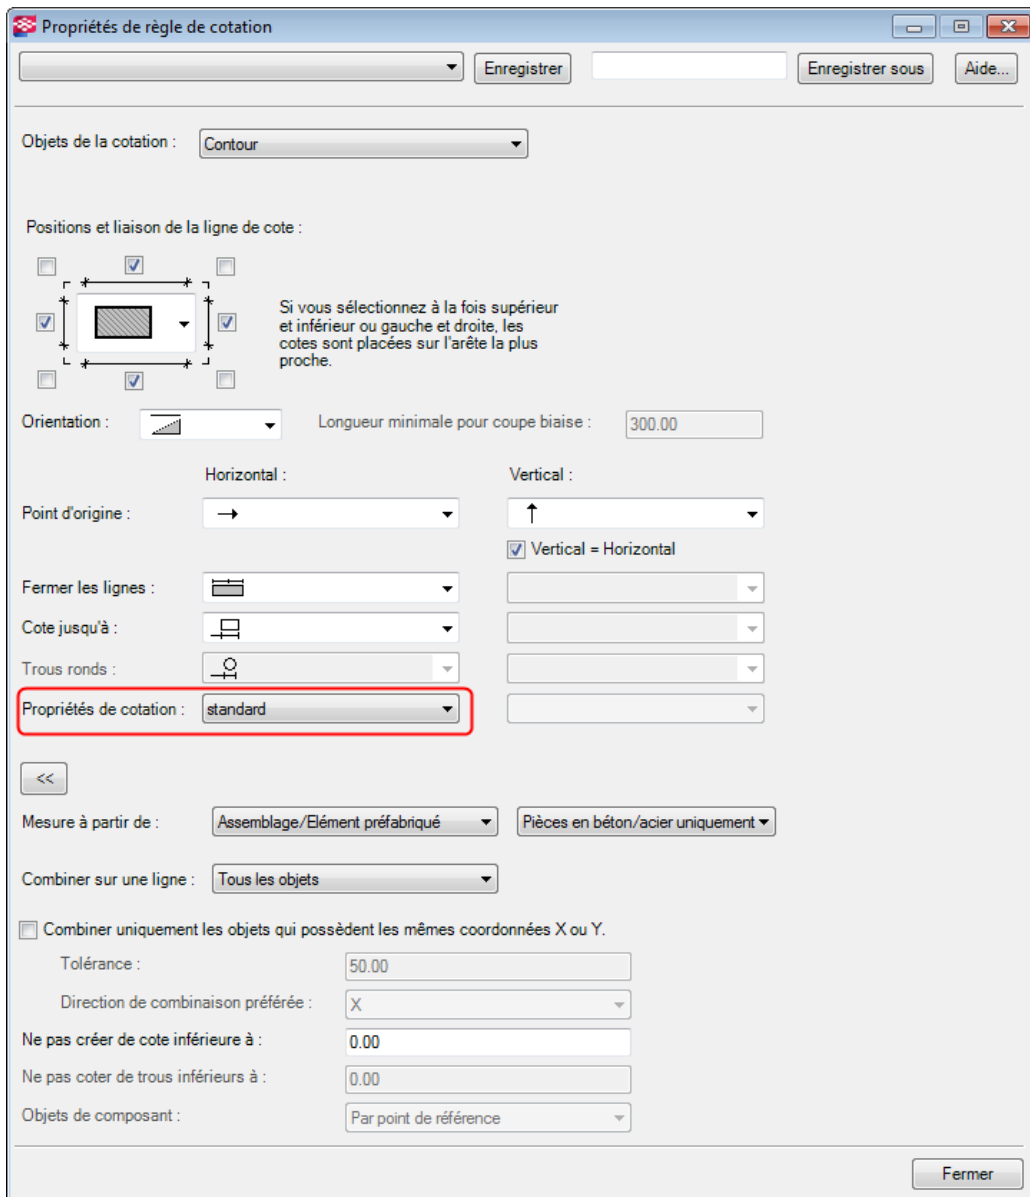 Propriétés de règle de cotation
Enregistrer Enregistrer sous Aide...
Objets de la cotation : Contour
Positions et liaison de la ligne de cote :
Si vous sélectionnez à la fois supérieur
et inférieur ou gauche et droite, les
cotes sont placées sur l'arête la plus
proche.
Orientation : Longueur minimale pour coupe biaise : 300.00
Horizontal : Vertical :
Point d'origine :
Vertical = Horizontal
Fermer les lignes :
Cote jusqu'à :
Trous ronds :
Propriétés de cotation : standard
<<
Mesure à partir de : Assemblage/Elément préfabriqué Pièces en béton/acier uniquement
Combiner sur une ligne : Tous les objets
Combiner uniquement les objets qui possèdent les mêmes coordonnées X ou Y.
Tolérance : 50.00
Direction de combinaison préférée : X
Ne pas créer de cote inférieure à : 0.00
Ne pas coter de trous inférieurs à : 0.00
Objets de composant : Par point de référence
Fermer